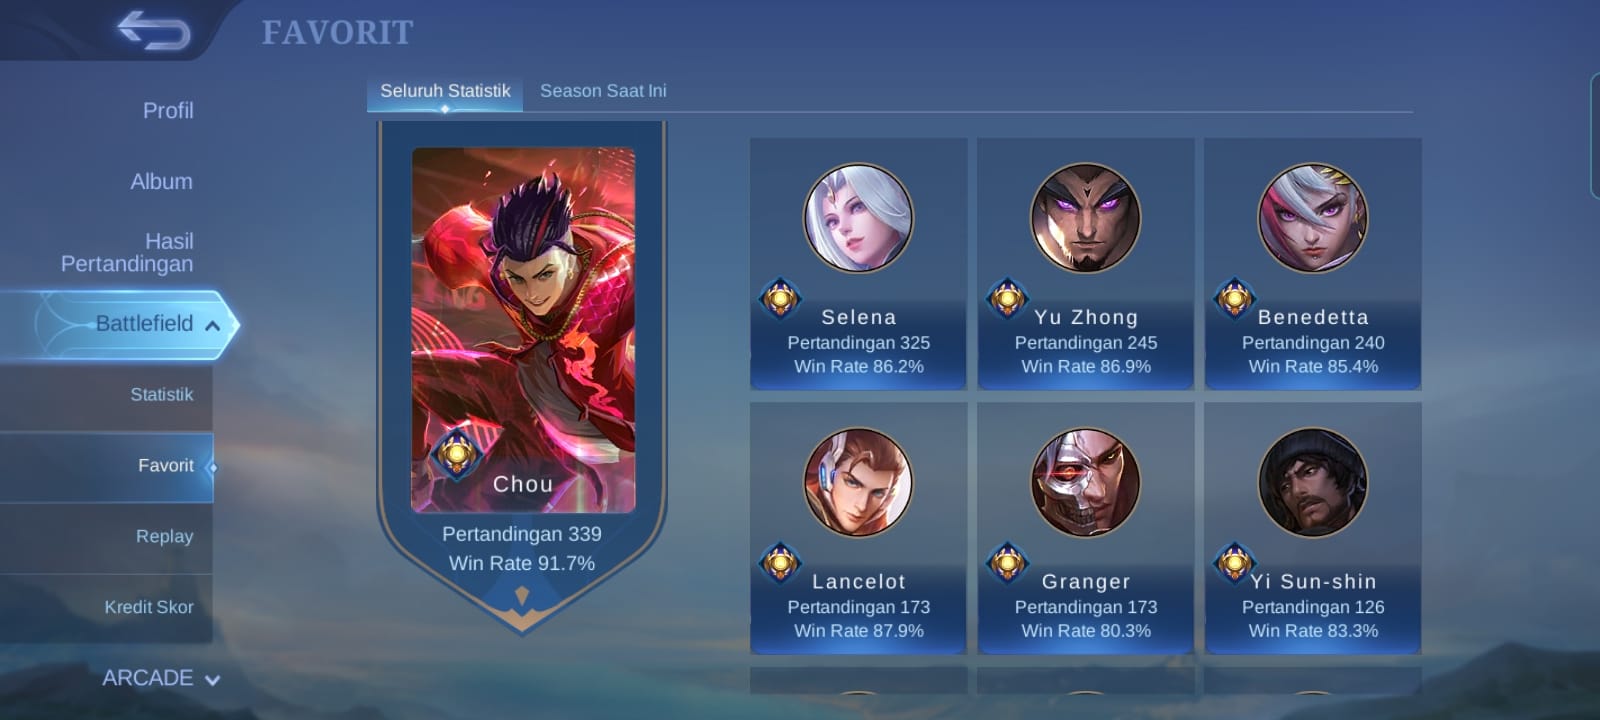 FAVORIT
Profil
Album
Hasil
Pertandingan
Battlefield
Statistik
Favorit
Replay
Kredit Skor
ARCADE
Seluruh Statistik
Season Saat Ini
Chou
Pertandingan 339
Win Rate 91.7%
Selena
Pertandingan 325
Win Rate 86.2%
Yu Zhong
Pertandingan 245
Win Rate 86.9%
Benedetta
Pertandingan 240
Win Rate 85.4%
Lancelot
Pertandingan 173
Win Rate 87.9%
Granger
Pertandingan 173
Win Rate 80.3%
Yi Sun-shin
Pertandingan 126
Win Rate 83.3%